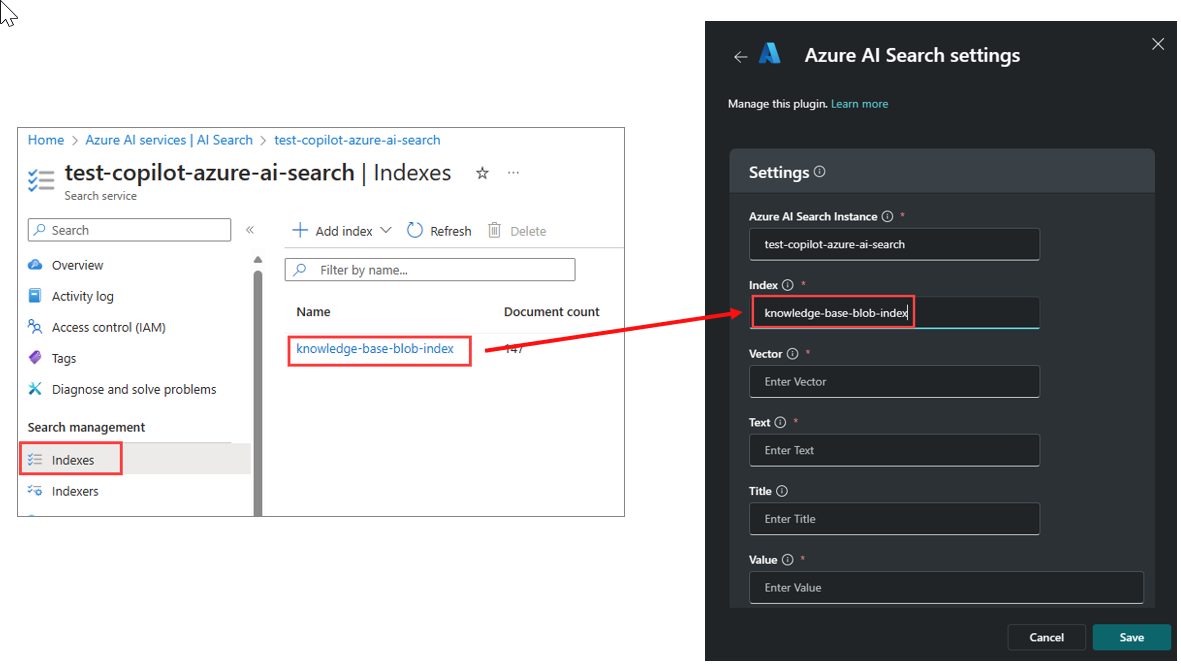 Home > Azure AI services | AI Search > test-copilot-azure-ai-search
test-copilot-azure-ai-search | Indexes
Search service
Search
Add index
Refresh
Delete
Overview
Activity log
Access control (IAM)
Tags
Diagnose and solve problems
Search management
Indexes
Indexers
Filter by name...
Name
Document count
knowledge-base-blob-index
147
Azure AI Search settings
Manage this plugin. Learn more
Settings
Azure AI Search Instance *
test-copilot-azure-ai-search
Index *
knowledge-base-blob-index
Vector *
Enter Vector
Text *
Enter Text
Title
Enter Title
Value *
Enter Value
Cancel
Save